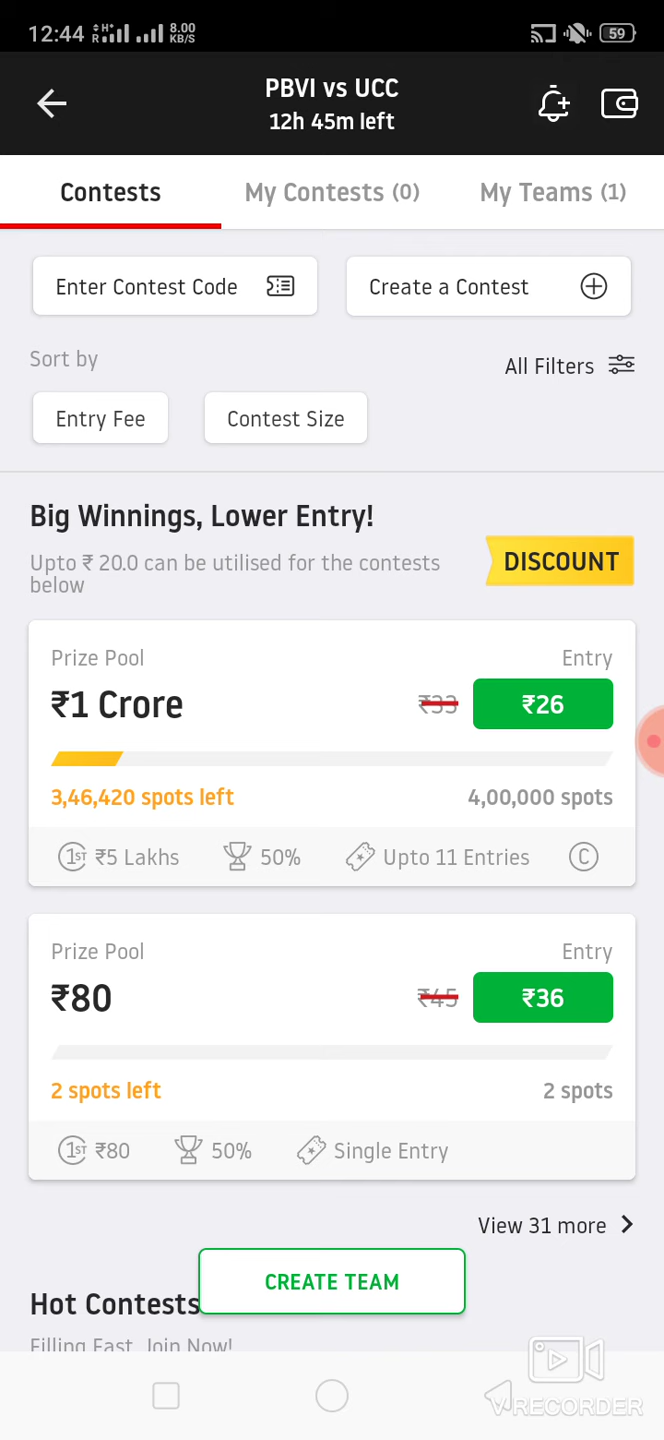 12:44 R H+ 8.00 KB/S 59
PBVI vs UCC
12h 45m left
Contests My Contests (0) My Teams (1)
Enter Contest Code Create a Contest
Sort by
All Filters
Entry Fee Contest Size
Big Winnings, Lower Entry!
Upto ₹ 20.0 can be utilised for the contests
below
DISCOUNT
Prize Pool Entry
₹1 Crore ₹33 ₹26
3,46,420 spots left 4,00,000 spots
1ST ₹5 Lakhs 50% Upto 11 Entries C
Prize Pool Entry
₹80 ₹45 ₹36
2 spots left 2 spots
1ST ₹80 50% Single Entry
View 31 more
CREATE TEAM
Hot Contests
Filling Fast. Join Now!
VRECORDER